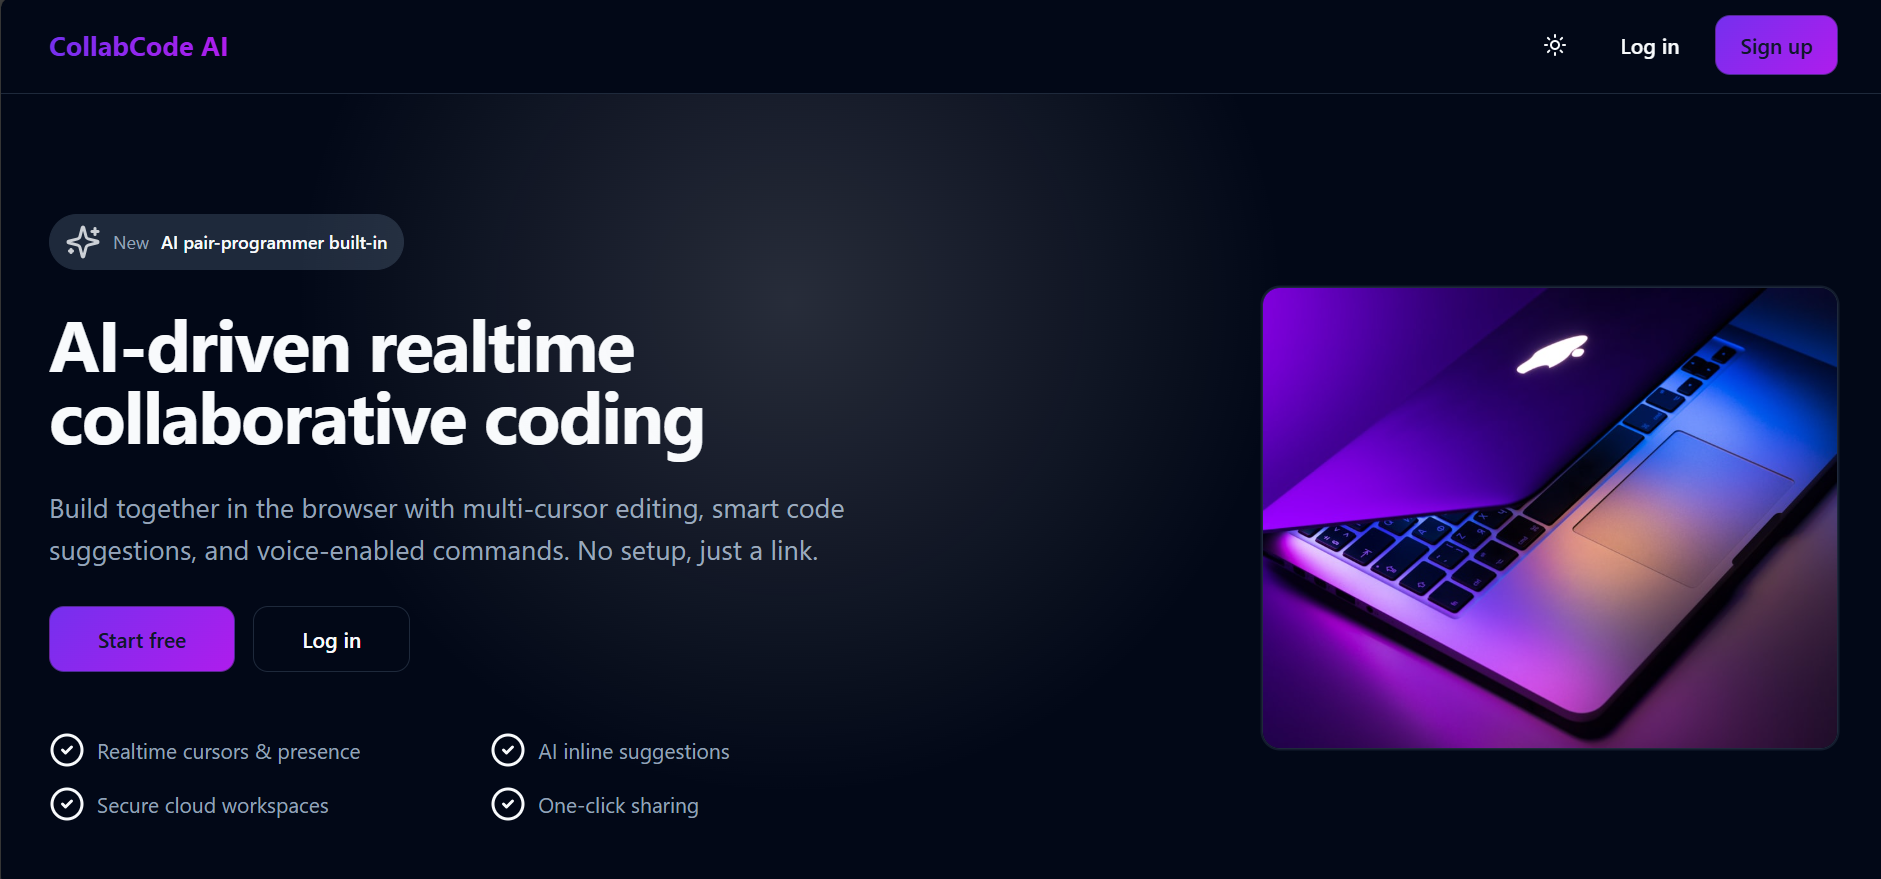 CollabCode AI
Log in
Sign up
New AI pair-programmer built-in
AI-driven realtime
collaborative coding
Build together in the browser with multi-cursor editing, smart code
suggestions, and voice-enabled commands. No setup, just a link.
Start free
Log in
Realtime cursors & presence
AI inline suggestions
Secure cloud workspaces
One-click sharing